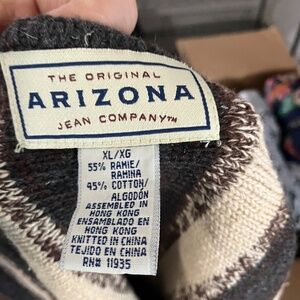 THE ORIGINAL
ARIZONA
JEAN COMPANY™
XL/XG
55% RAMIE/
RAMINA
45% COTTON/
ALGODÓN
ASSEMBLED IN
HONG KONG
ENSAMBLADO EN
HONG KONG
KNITTED IN CHINA
TEJIDO EN CHINA
RN# 11935